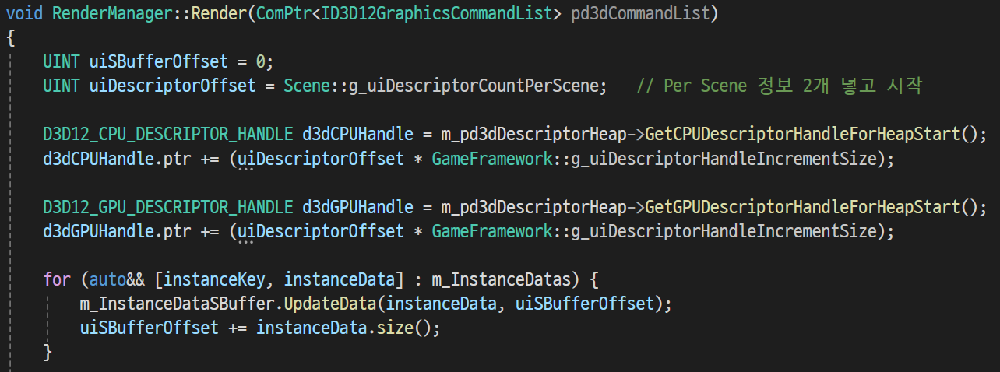 void RenderManager::Render(ComPtr<ID3D12GraphicsCommandList> pd3dCommandList)
{
UINT uiSBufferOffset = 0;
UINT uiDescriptorOffset = Scene::g_uiDescriptorCountPerScene; // Per Scene 정보 2개 넣고 시작
D3D12_CPU_DESCRIPTOR_HANDLE d3dCPUHandle = m_pd3dDescriptorHeap->GetCPUDescriptorHandleForHeapStart();
d3dCPUHandle.ptr += (uiDescriptorOffset * GameFramework::g_uiDescriptorHandleIncrementSize);
D3D12_GPU_DESCRIPTOR_HANDLE d3dGPUHandle = m_pd3dDescriptorHeap->GetGPUDescriptorHandleForHeapStart();
d3dGPUHandle.ptr += (uiDescriptorOffset * GameFramework::g_uiDescriptorHandleIncrementSize);
for (auto&& [instanceKey, instanceData] : m_InstanceDatas) {
m_InstanceDataSBuffer.UpdateData(instanceData, uiSBufferOffset);
uiSBufferOffset += instanceData.size();
}